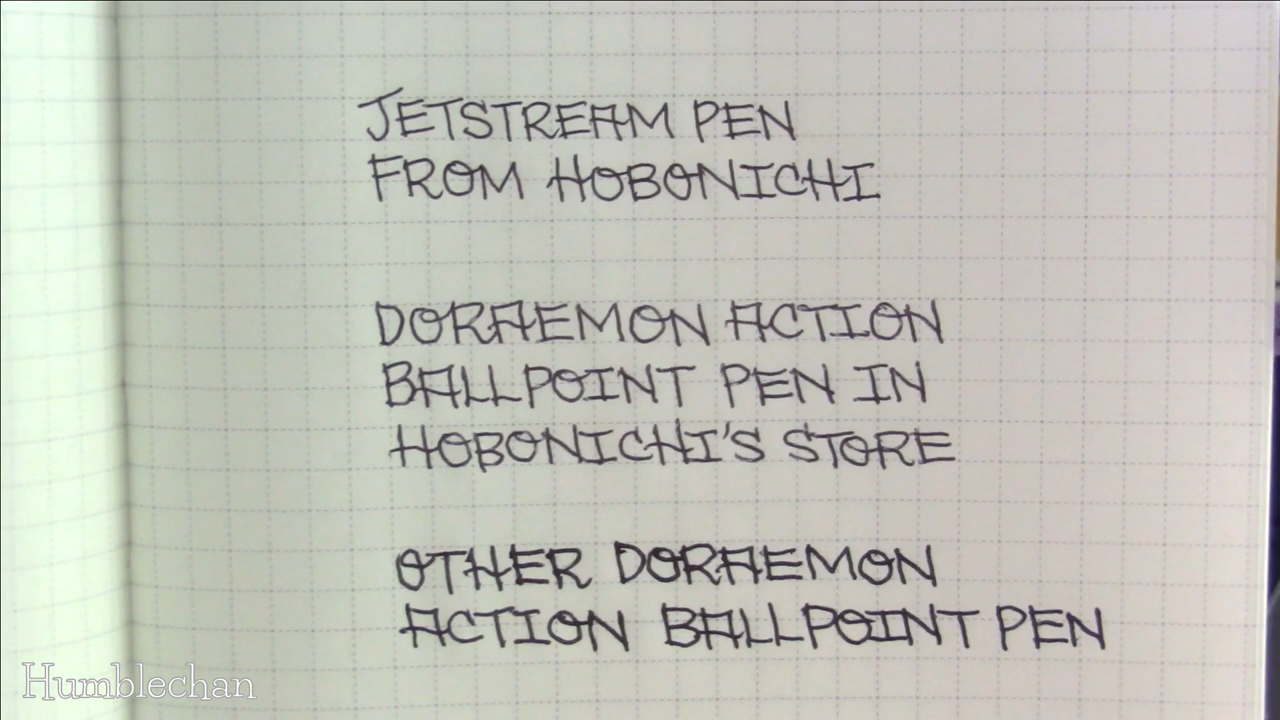 JETSTREAM PEN
FROM HOBONICHI
DORAEMON ACTION
BALLPOINT PEN IN
HOBONICHI'S STORE
OTHER DORAEMON
ACTION BALLPOINT PEN
Humblechan